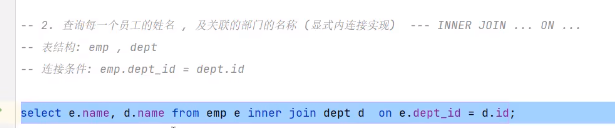 -- 2. 查询每一个员工的姓名 , 及关联的部门的名称 (显式内连接实现)  --- INNER JOIN ... ON ...
-- 表结构: emp , dept
-- 连接条件: emp.dept_id = dept.id
select e.name, d.name from emp e inner join dept d  on e.dept_id = d.id;